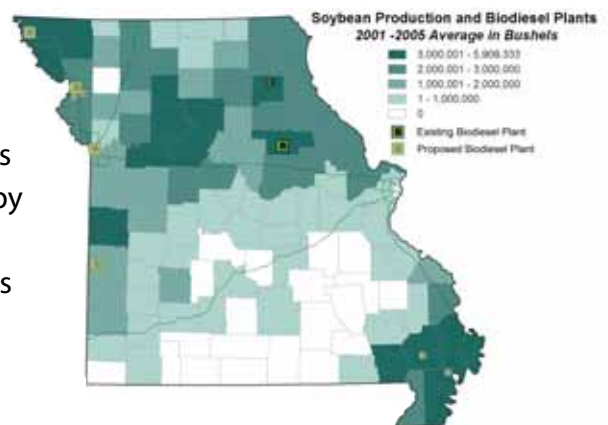 Soybean Production and Biodiesel Plants
2001 -2005 Average in Bushels
3,000,001 - 5,909,333
2,000,001 - 3,000,000
1,000,001 - 2,000,000
1 - 1,000,000
0
Existing Biodiesel Plant
Proposed Biodiesel Plant
s
by
s